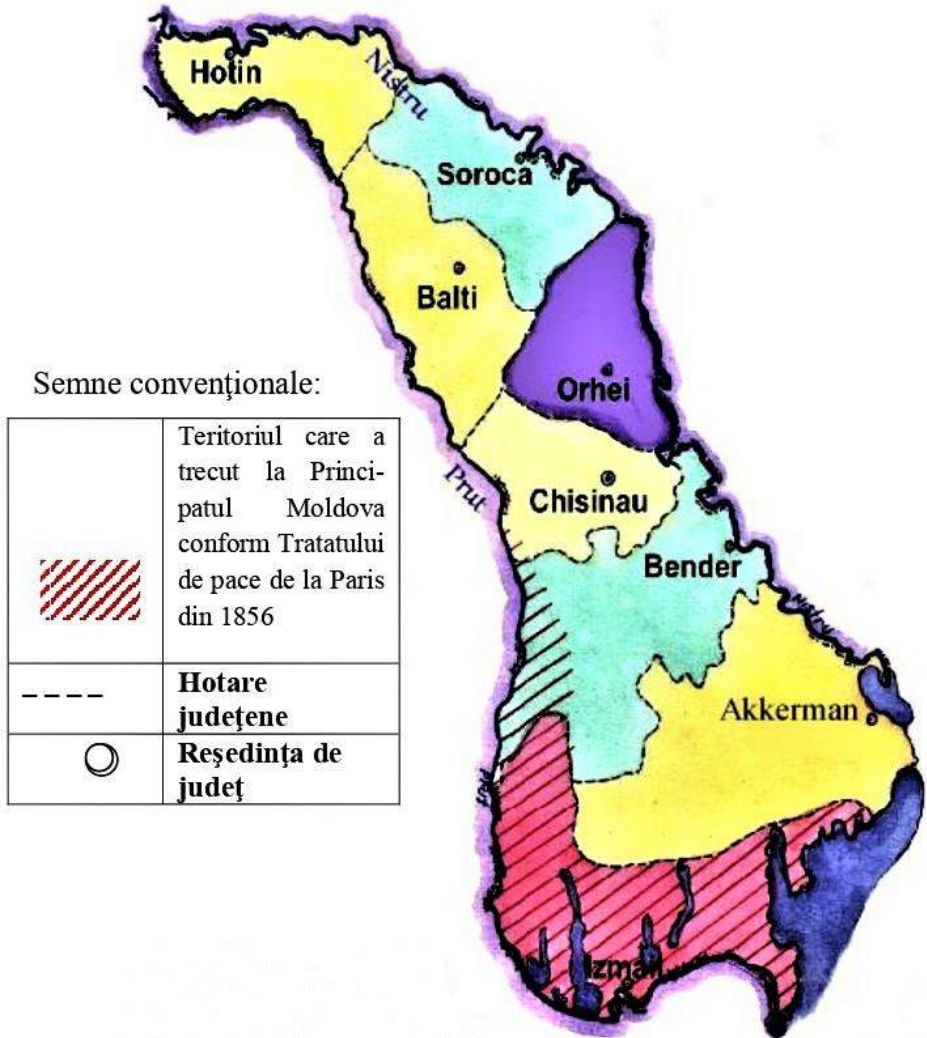 Hotin
Nistru
Soroca
Balti
Orhei
Prut
Chisinau
Bender
Nistru
Akkerman
Semne convenţionale:
Teritoriul care a
trecut la Princi-
patul Moldova
conform Tratatului
de pace de la Paris
din 1856
Hotare
judeţene
Reşedinţa de
judeţ